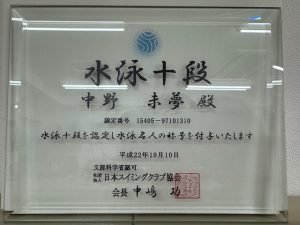 水泳十段
中野 未夢 殿
認定番号 15405-97101310
水泳十段を認定し水泳名人の称号を付与いたします
平成22年10月10日
文部科学省認可
社団法人 日本スイミングクラブ協会
会長 中嶋 功